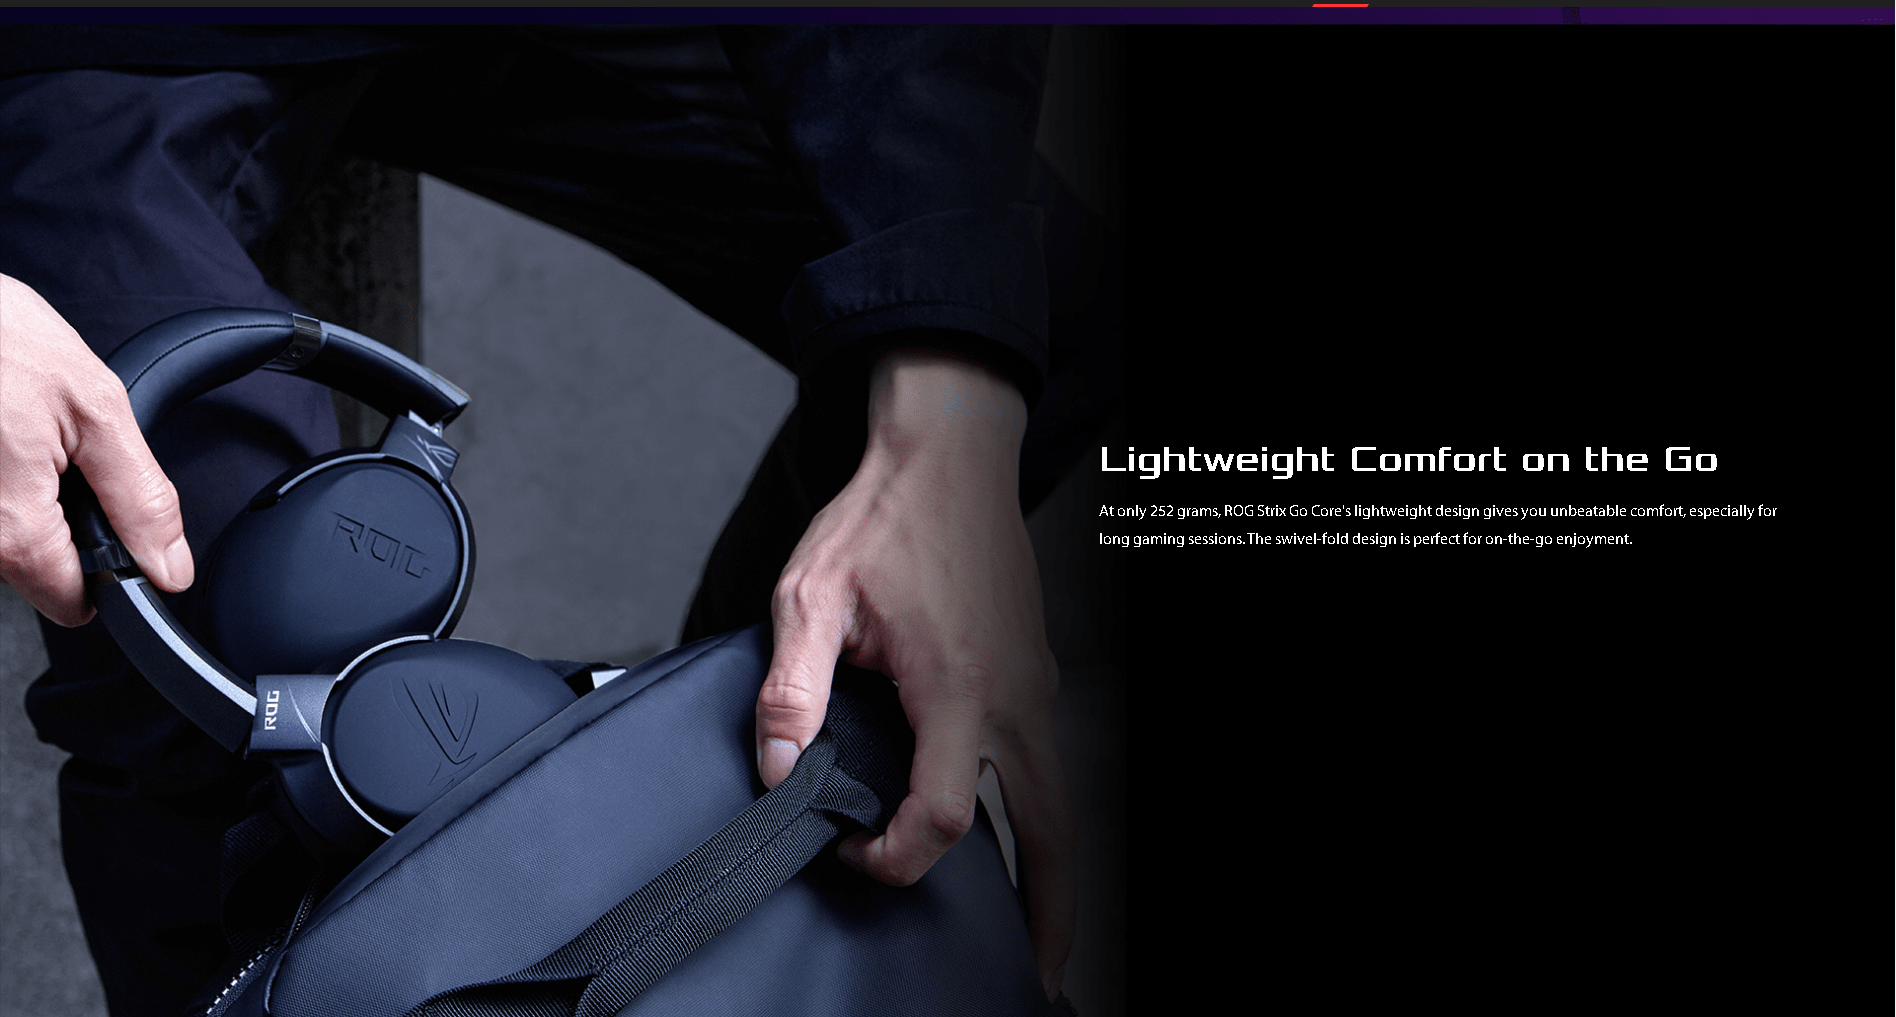 Lightweight Comfort on the Go
At only 252 grams, ROG Strix Go Core's lightweight design gives you unbeatable comfort, especially for
long gaming sessions. The swivel-fold design is perfect for on-the-go enjoyment.
ROG
ROG